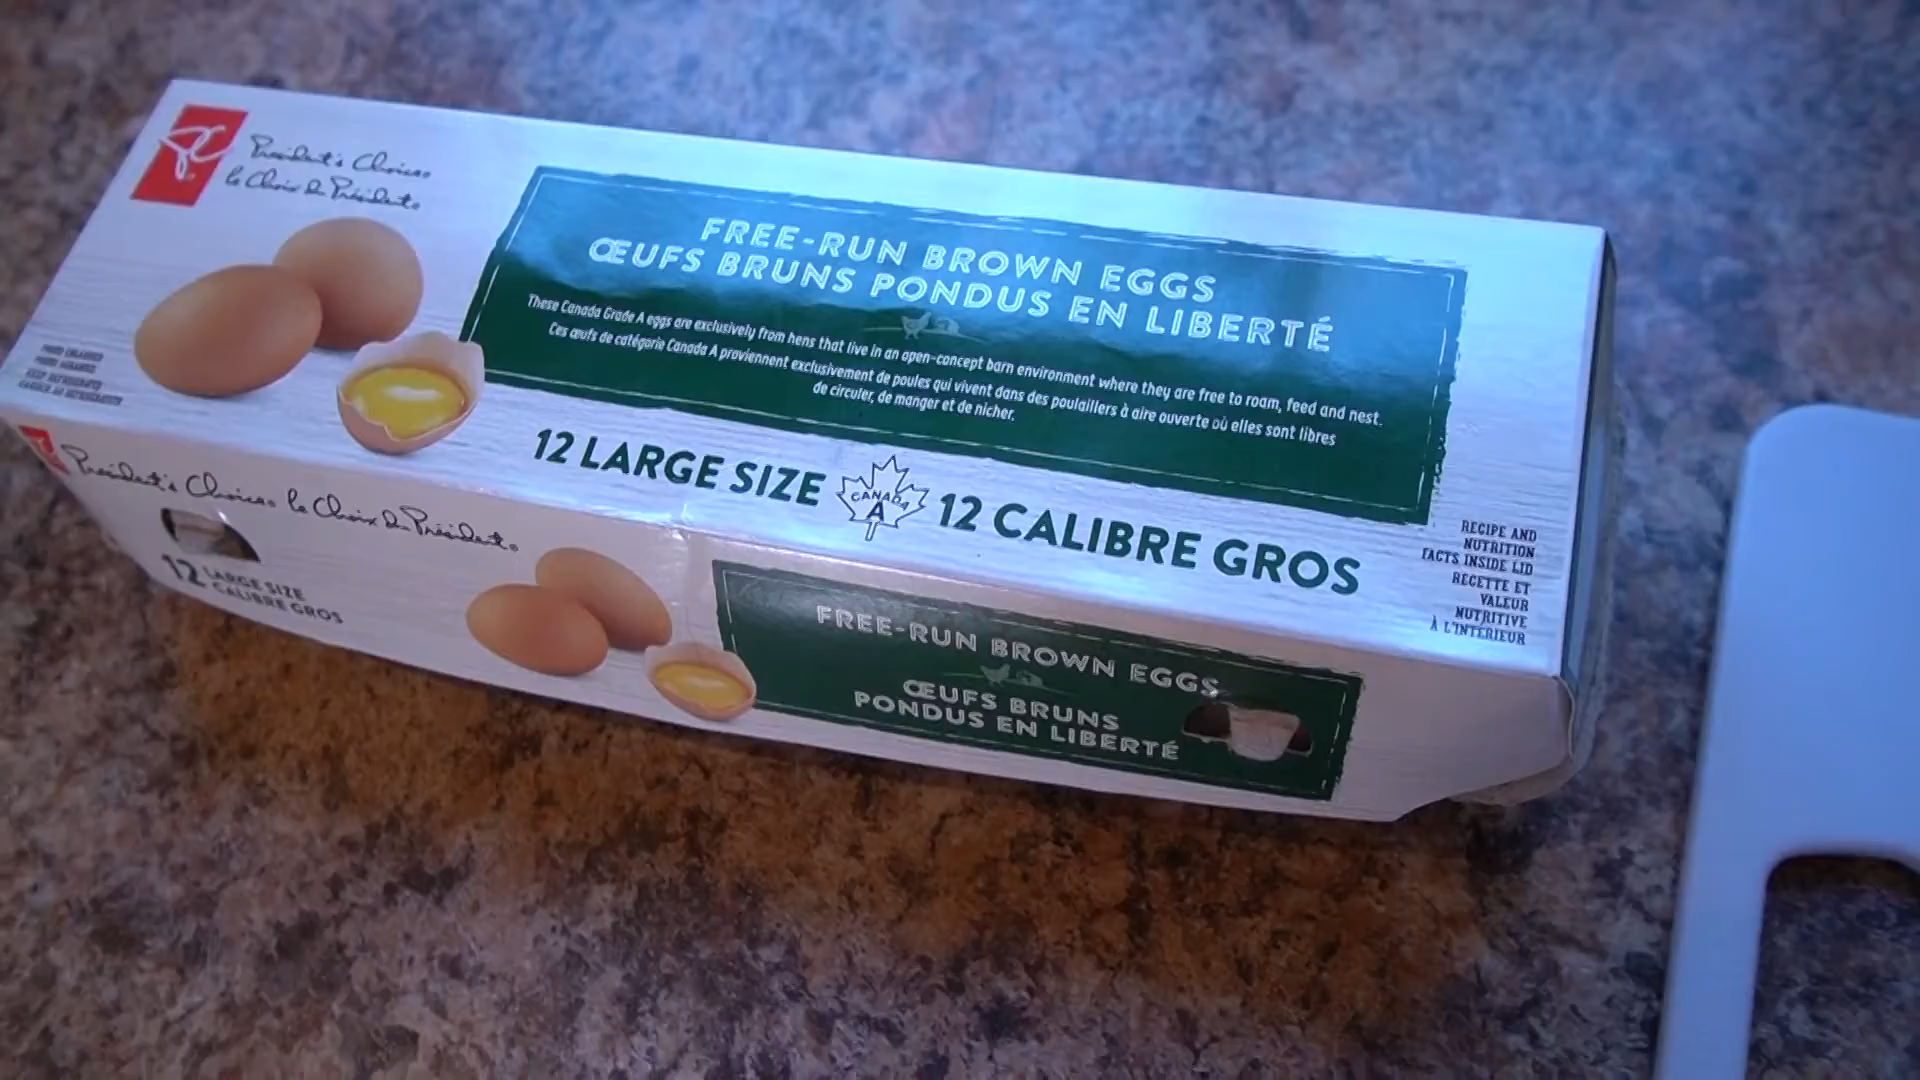 President's Choice
le Choix du Président
FREE-RUN BROWN EGGS
ŒUFS BRUNS PONDUS EN LIBERTÉ
These Canada Grade A eggs are exclusively from hens that live in an open-concept barn environment where they are free to roam, feed and nest.
Ces œufs de catégorie Canada A proviennent exclusivement de poules qui vivent dans des poulaillers à aire ouverte où elles sont libres
de circuler, de manger et de nicher.
12 LARGE SIZE
CANADA
A
12 CALIBRE GROS
RECIPE AND
NUTRITION
FACTS INSIDE LID
RECETTE ET
VALEUR
NUTRITIVE
À L'INTÉRIEUR
President's Choice le Choix du Président
12 LARGE SIZE
CALIBRE GROS
FREE-RUN BROWN EGGS
ŒUFS BRUNS
PONDUS EN LIBERTÉ